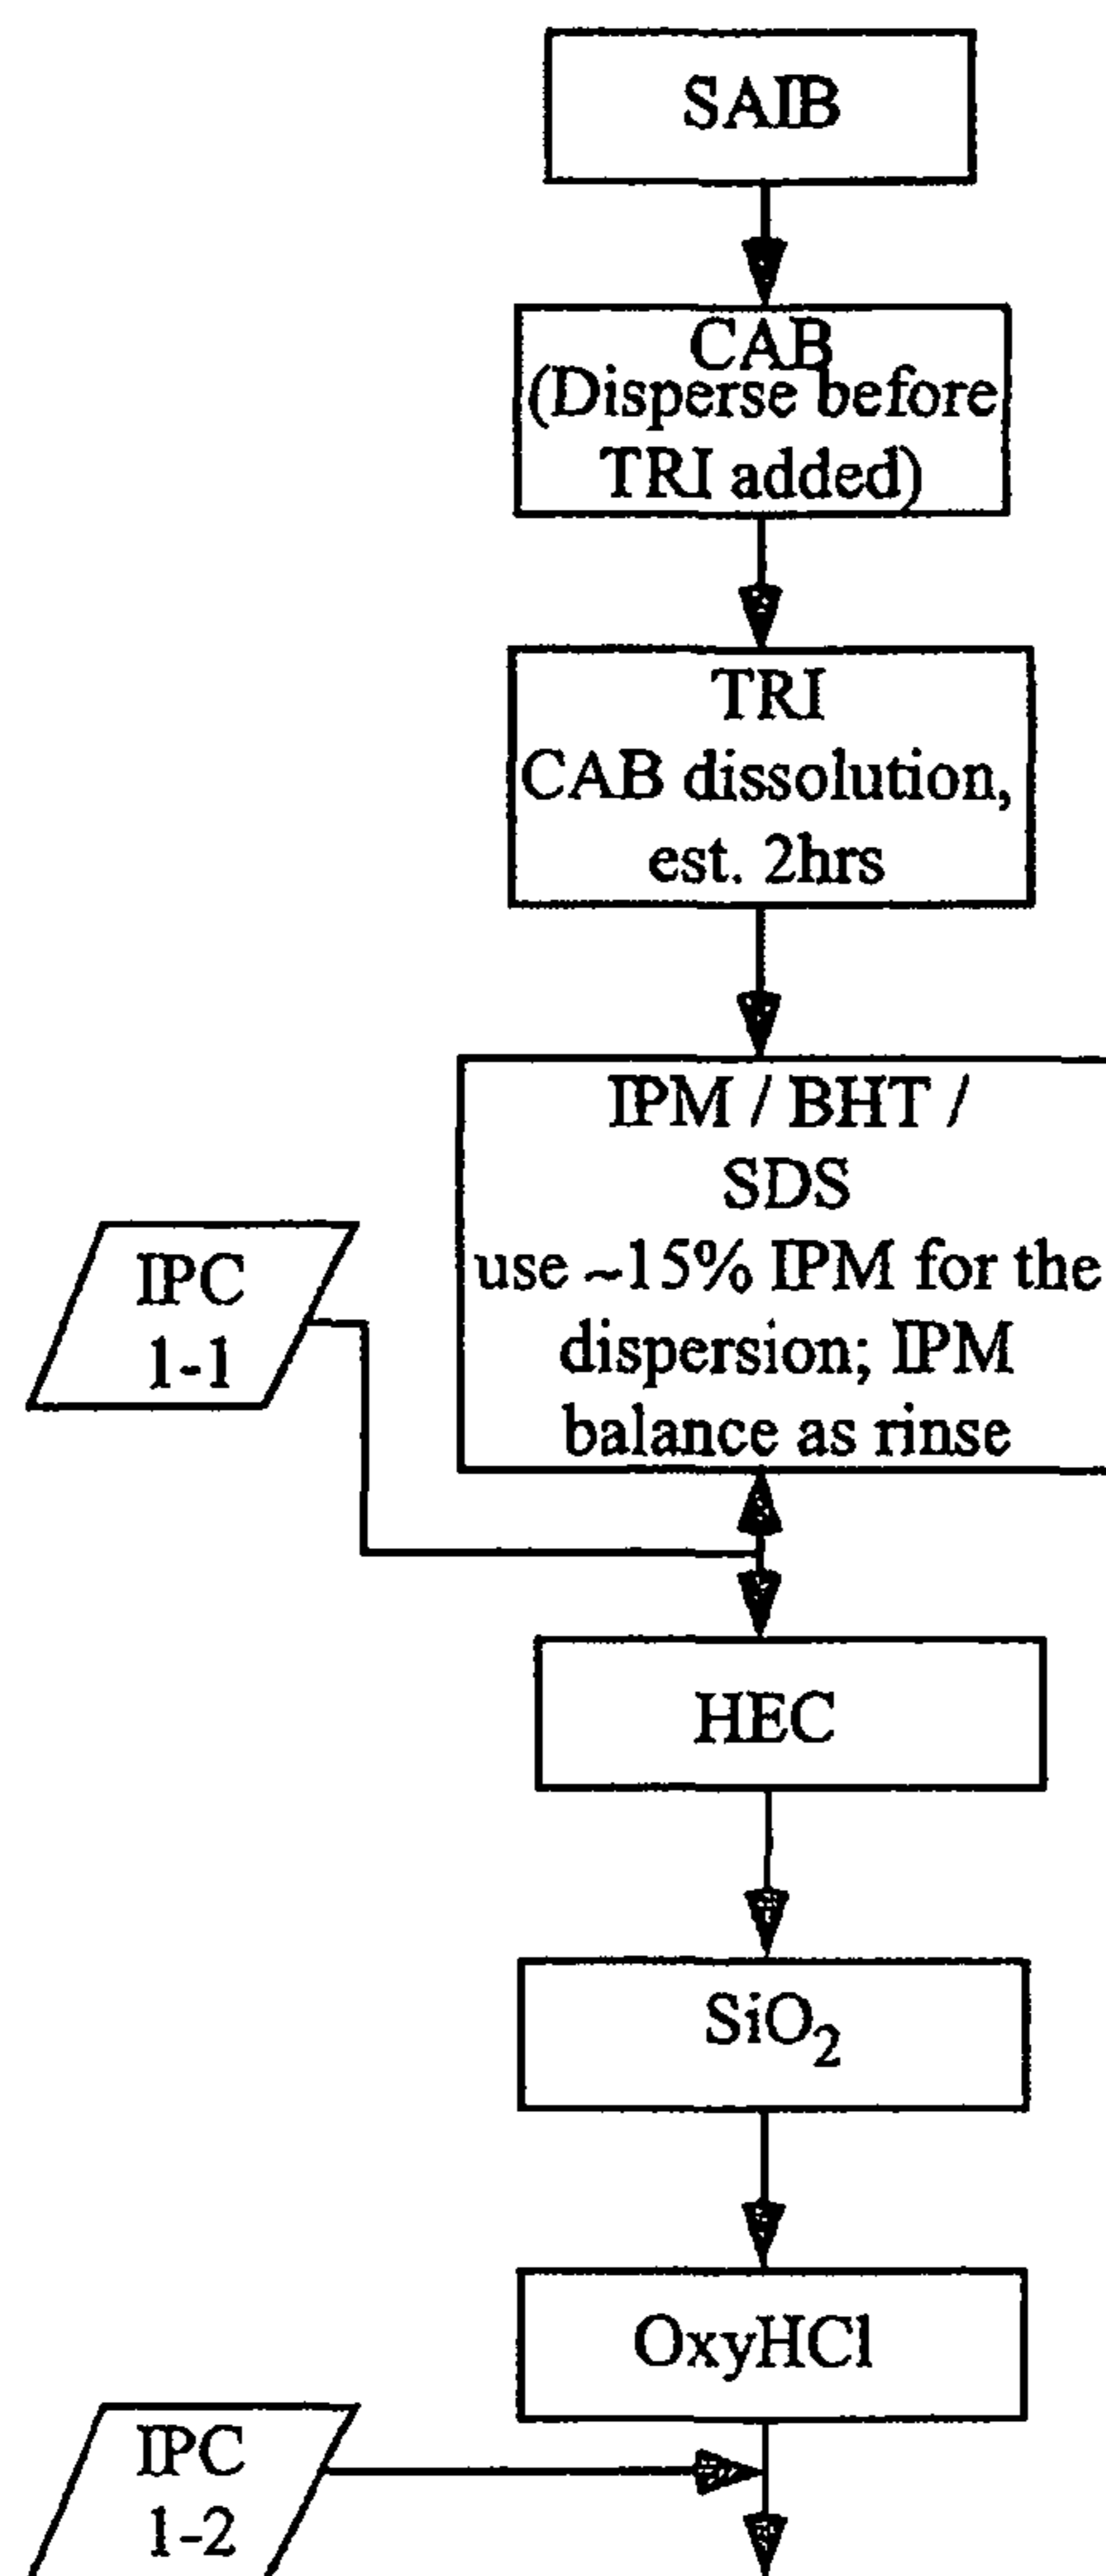 SAIB
CAB
(Disperse before
TRI added)
TRI
CAB dissolution,
est. 2hrs
IPM / BHT /
SDS
use ~15% IPM for the
dispersion; IPM
balance as rinse
IPC
1-1
HEC
SiO₂
OxyHCl
IPC
1-2